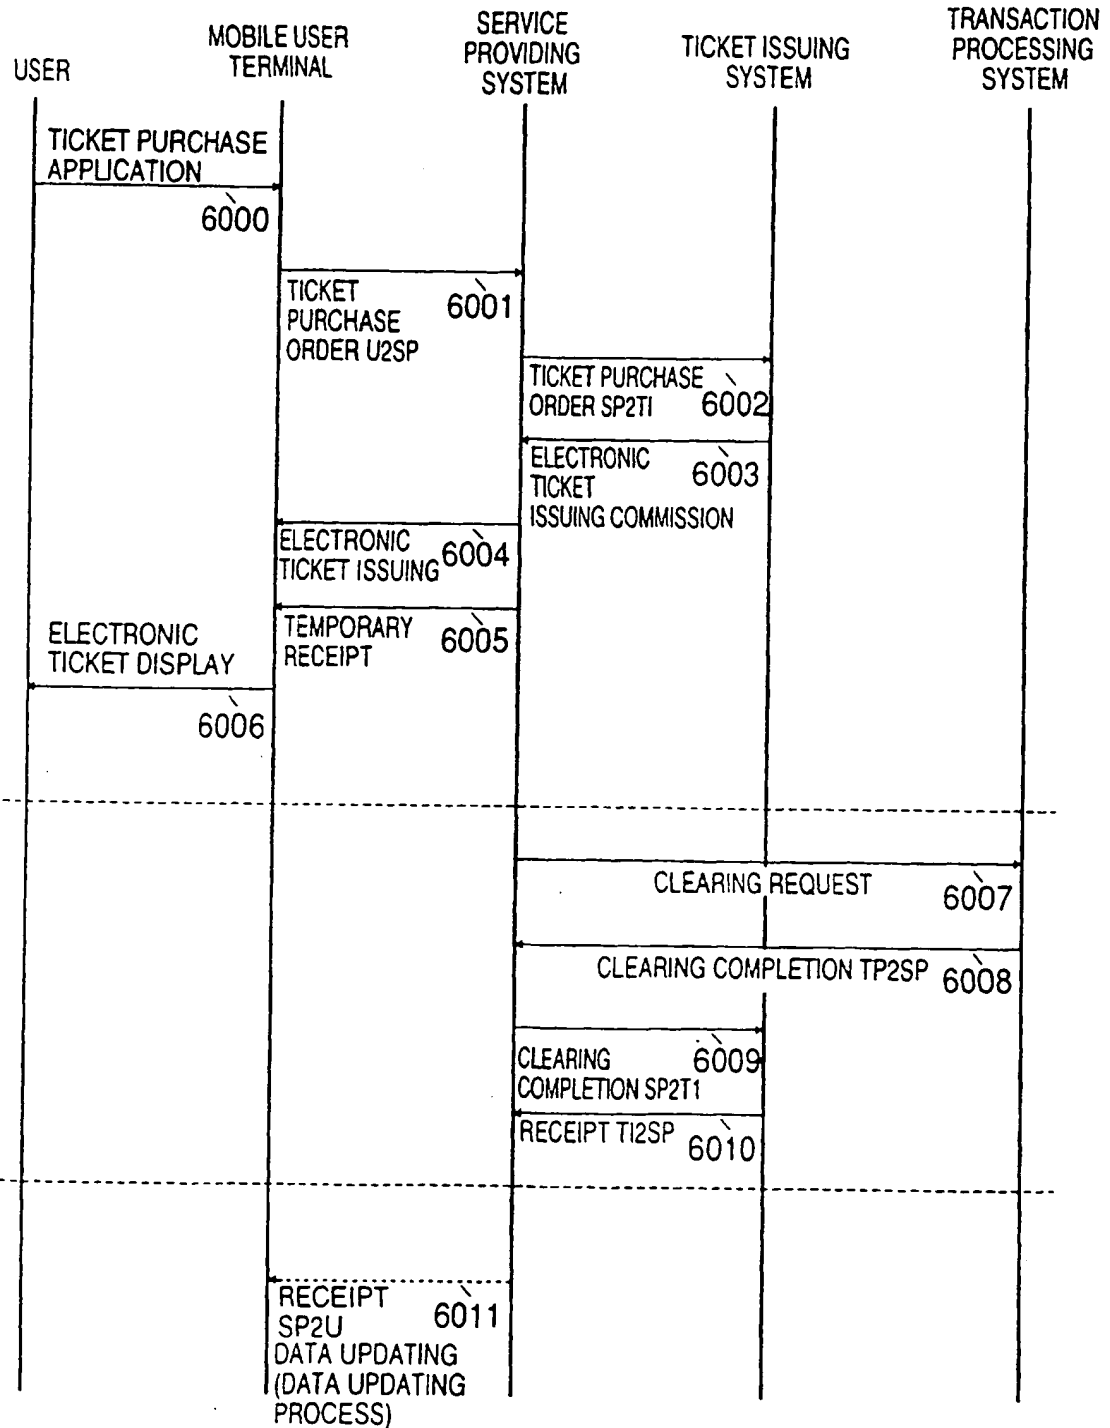 USER
MOBILE USER
TERMINAL
SERVICE
PROVIDING
SYSTEM
TICKET ISSUING
SYSTEM
TRANSACTION
PROCESSING
SYSTEM
TICKET PURCHASE
APPLICATION
6000
TICKET
PURCHASE
ORDER U2SP
6001
TICKET PURCHASE
ORDER SP2TI
6002
ELECTRONIC
TICKET
ISSUING COMMISSION
6003
ELECTRONIC
TICKET ISSUING
6004
TEMPORARY
RECEIPT
6005
ELECTRONIC
TICKET DISPLAY
6006
CLEARING REQUEST
6007
CLEARING COMPLETION TP2SP
6008
CLEARING
COMPLETION SP2T1
6009
RECEIPT TI2SP
6010
RECEIPT
SP2U
6011
DATA UPDATING
(DATA UPDATING
PROCESS)